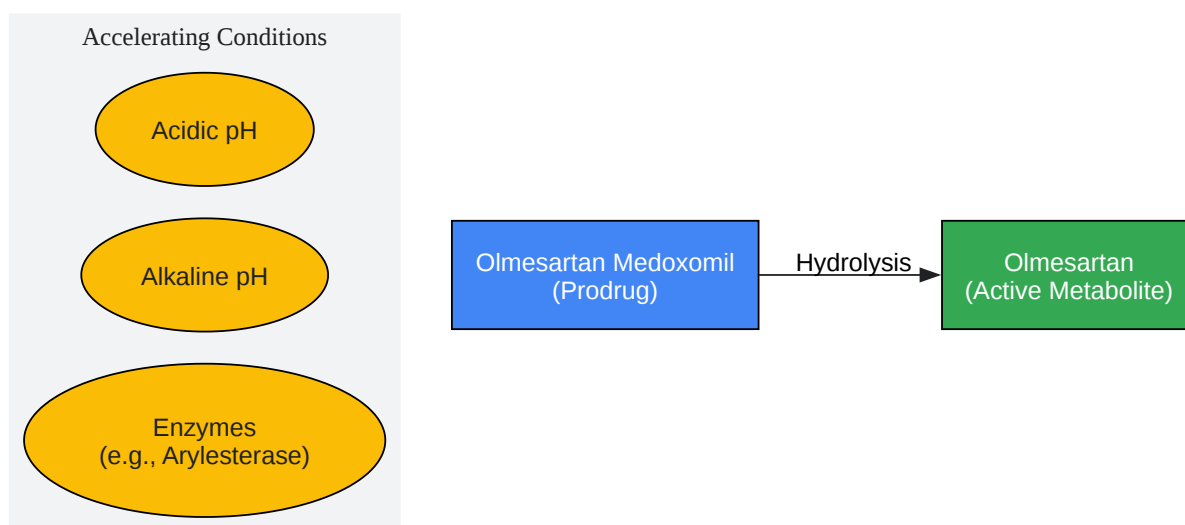 Accelerating Conditions
Acidic pH
Alkaline pH
Enzymes
(e.g., Arylesterase)
Olmesartan Medoxomil
(Prodrug)
Hydrolysis
Olmesartan
(Active Metabolite)